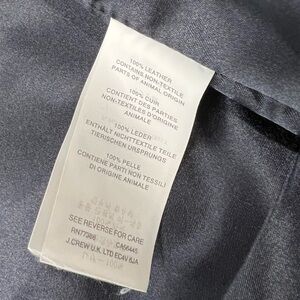 100% LEATHER
CONTAINS NON-TEXTILE
PARTS OF ANIMAL ORIGIN
100% CUIR
CONTIENT DES PARTIES
NON-TEXTILES D'ORIGINE
ANIMALE
100% LEDER
ENTHÄLT NICHTTEXTILE TEILE
TIERISCHEN URSPRUNGS
100% PELLE
CONTIENE PARTI NON TESSILI
DI ORIGINE ANIMALE
SEE REVERSE FOR CARE
RN77388 CA56445
J.CREW U.K. LTD EC4V 6JA